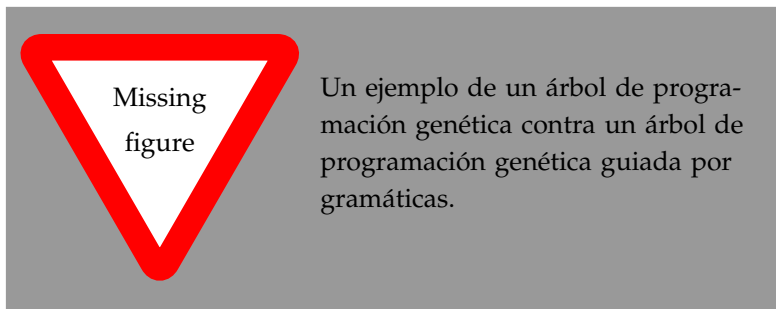 Missing
figure
Un ejemplo de un árbol de progra-
mación genética contra un árbol de
programación genética guiada por
gramáticas.